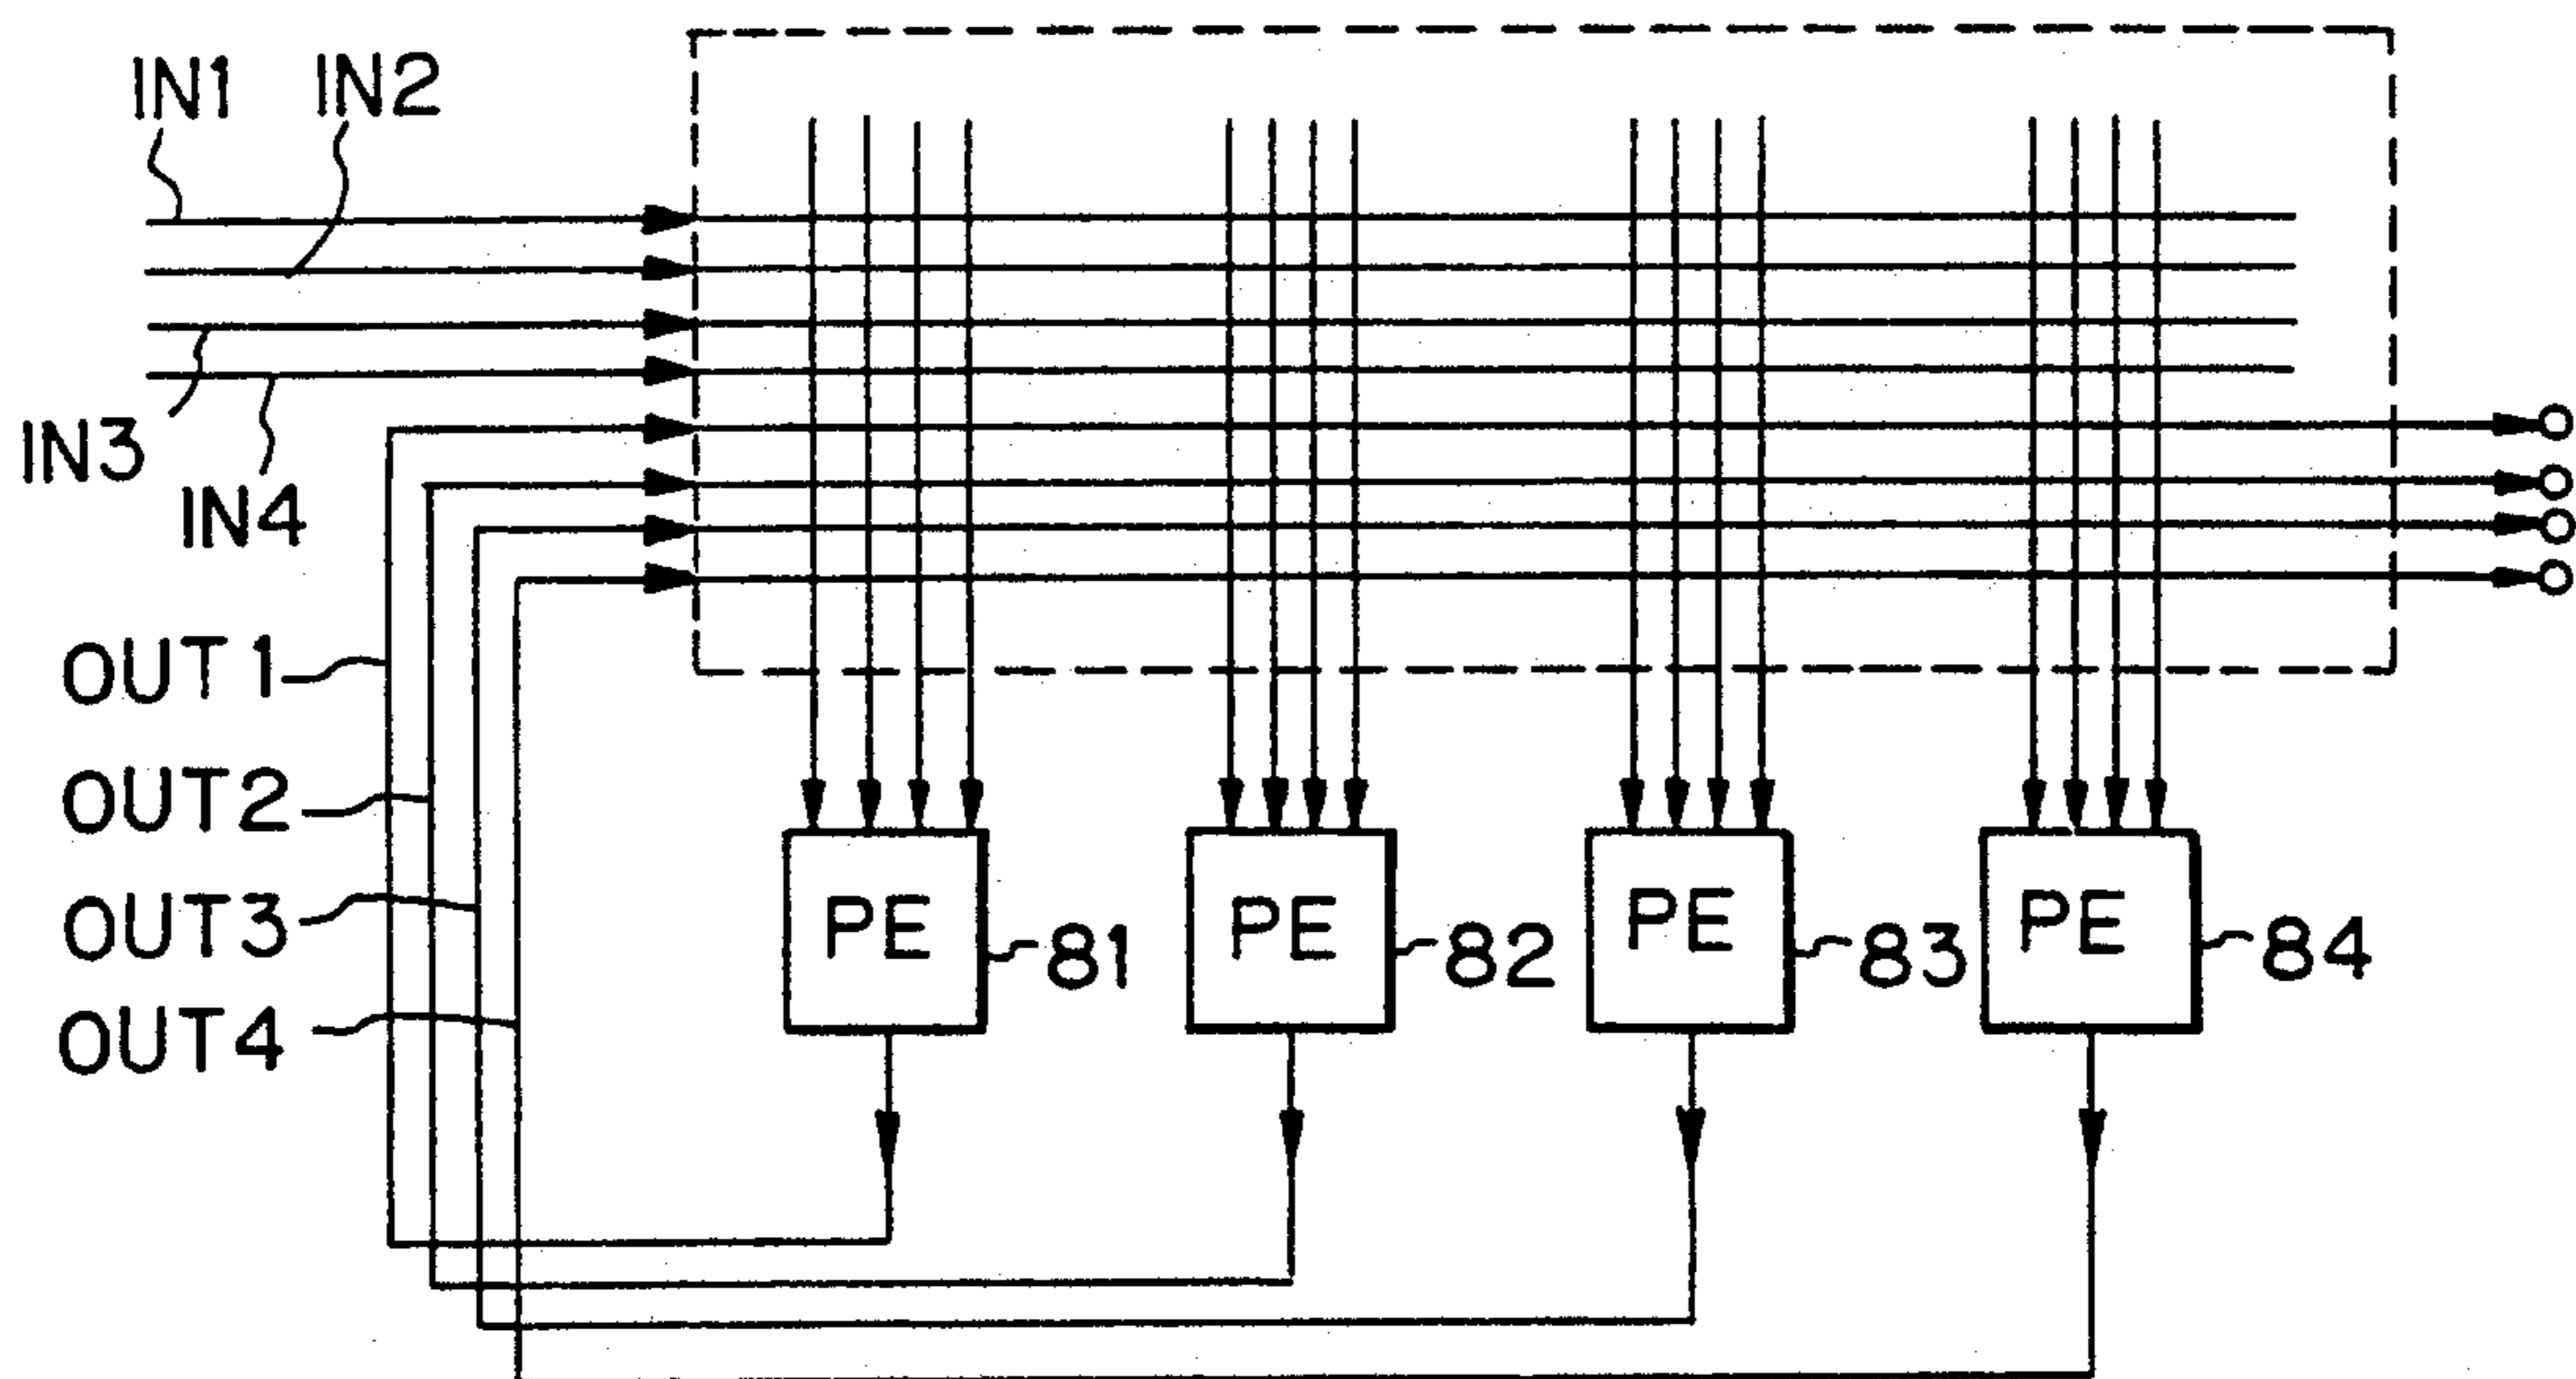 IN1 IN2
IN3
IN4
OUT1
OUT2
OUT3
OUT4
PE 81 PE 82 PE 83 PE 84